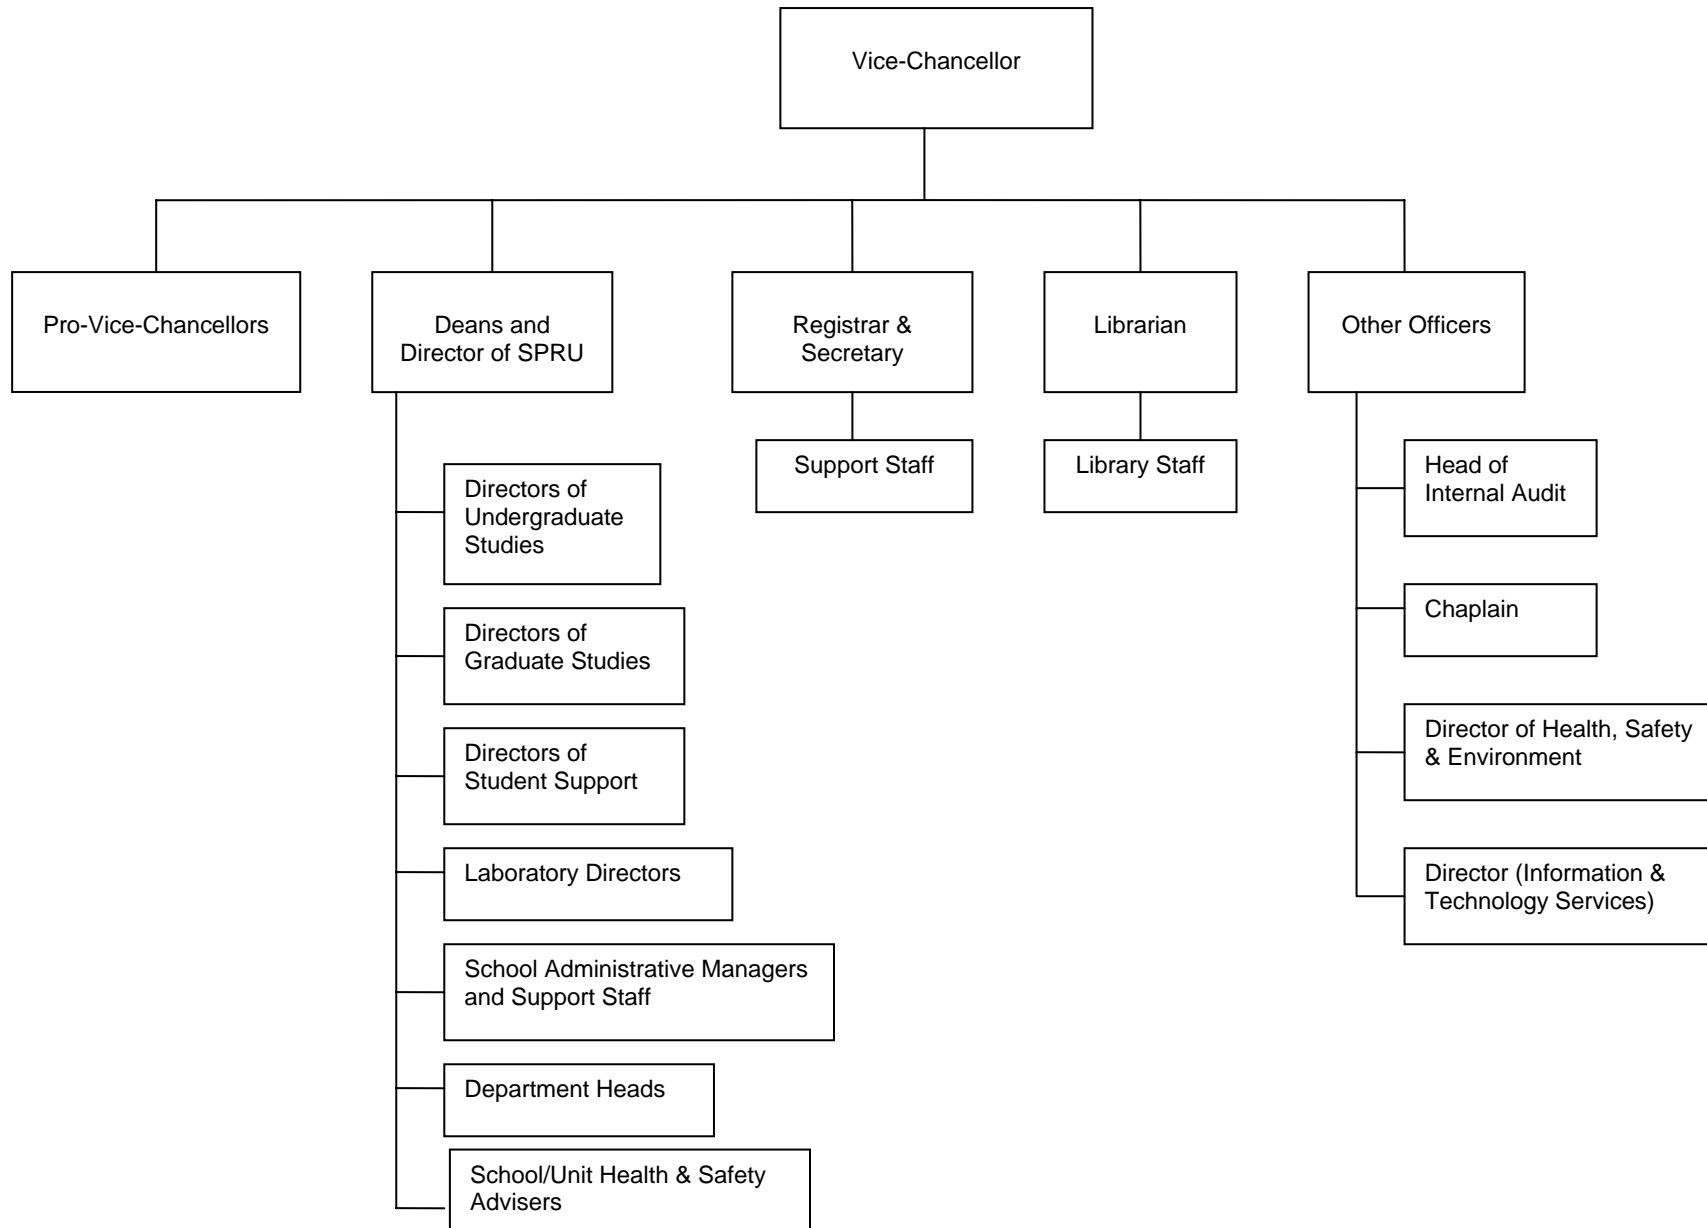 Vice-Chancellor
Pro-Vice-Chancellors
Deans and
Director of SPRU
Registrar &
Secretary
Librarian
Other Officers
Directors of
Undergraduate
Studies
Directors of
Graduate Studies
Directors of
Student Support
Laboratory Directors
School Administrative Managers
and Support Staff
Department Heads
School/Unit Health & Safety
Advisers
Support Staff
Library Staff
Head of
Internal Audit
Chaplain
Director of Health, Safety
& Environment
Director (Information &
Technology Services)